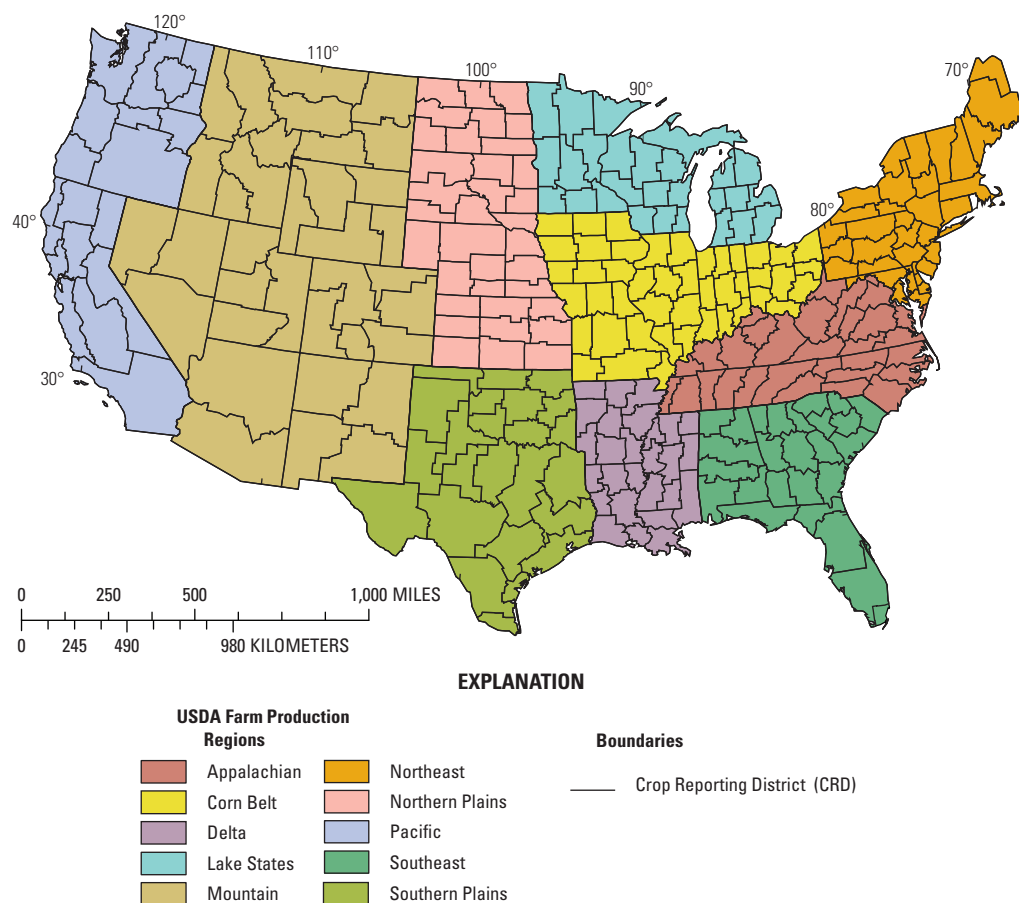 120°
110°
100°
90°
70°
80°
40°
30°
0 250 500 1,000 MILES
0 245 490 980 KILOMETERS
EXPLANATION
USDA Farm Production
Regions
Appalachian
Corn Belt
Delta
Lake States
Mountain
Northeast
Northern Plains
Pacific
Southeast
Southern Plains
Boundaries
Crop Reporting District (CRD)